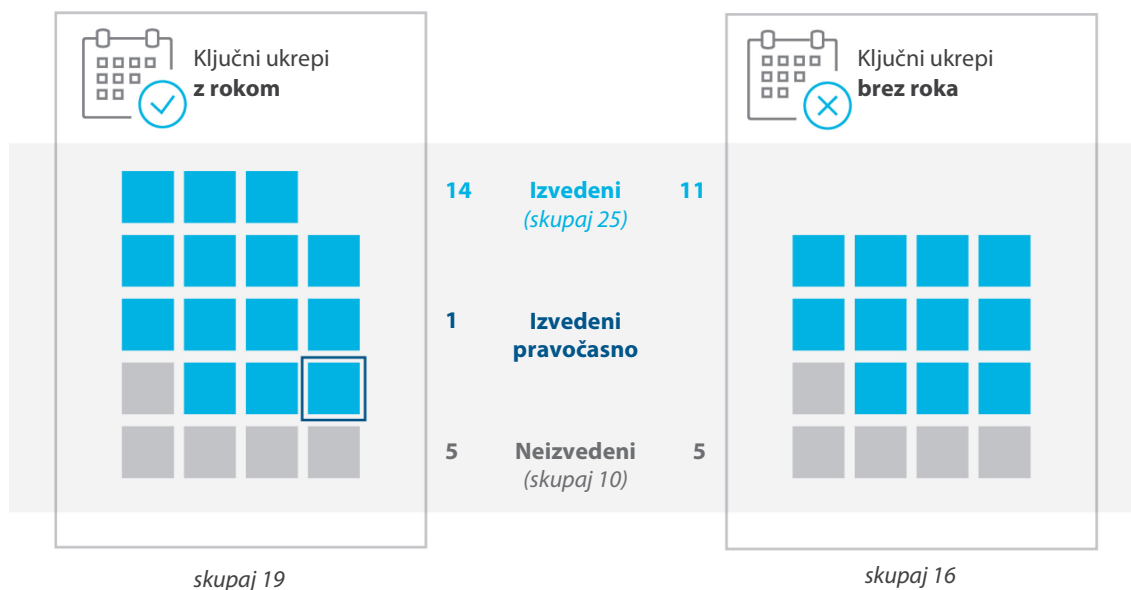 Ključni ukrepi
z rokom
Ključni ukrepi
brez roka
14 Izvedeni 11
(skupaj 25)
1 Izvedeni
pravočasno
5 Neizvedeni 5
(skupaj 10)
skupaj 19
skupaj 16